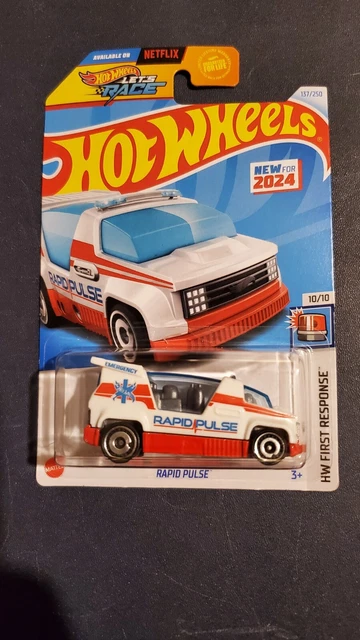 AVAILABLE ON NETFLIX
HOT WHEELS
LET'S
RACE
137/250
HOT WHEELS
NEW FOR
2024
RAPID PULSE
10/10
HW FIRST RESPONSE
EMERGENCY
RAPID PULSE
MATTEL
RAPID PULSE
3+